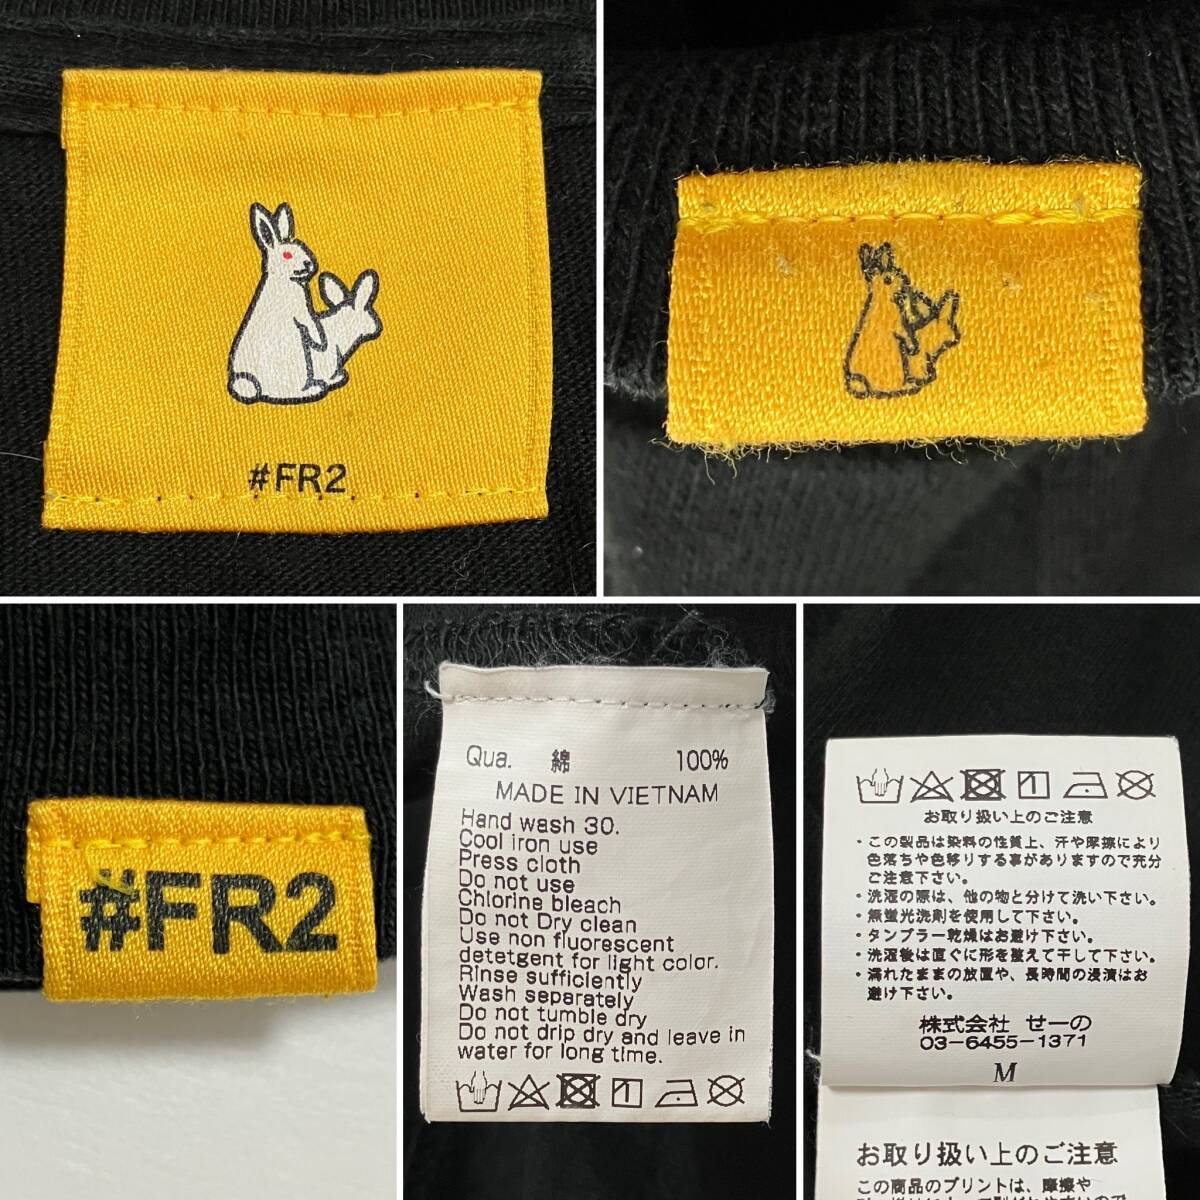 #FR2
#FR2
Qua. 綿 100%
MADE IN VIETNAM
Hand wash 30.
Cool iron use
Press cloth
Do not use
Chlorine bleach
Do not Dry clean
Use non fluorescent
detetgent for light color.
Rinse sufficiently
Wash separately
Do not tumble dry
Do not drip dry and leave in
water for long time.
1
1
お取り扱い上のご注意
・この製品は染料の性質上、汗や摩擦により
色落ちや色移りする事がありますので充分
ご注意下さい。
・洗濯の際は、他の物と分けて洗い下さい。
・無蛍光洗剤を使用して下さい。
・タンブラー乾燥はお避け下さい。
・洗濯後は直ぐに形を整えて干して下さい。
・濡れたままの放置や、長時間の浸漬はお
避け下さい。
株式会社 せーの
03-6455-1371
M
お取り扱い上のご注意
この商品のプリントは、摩擦や